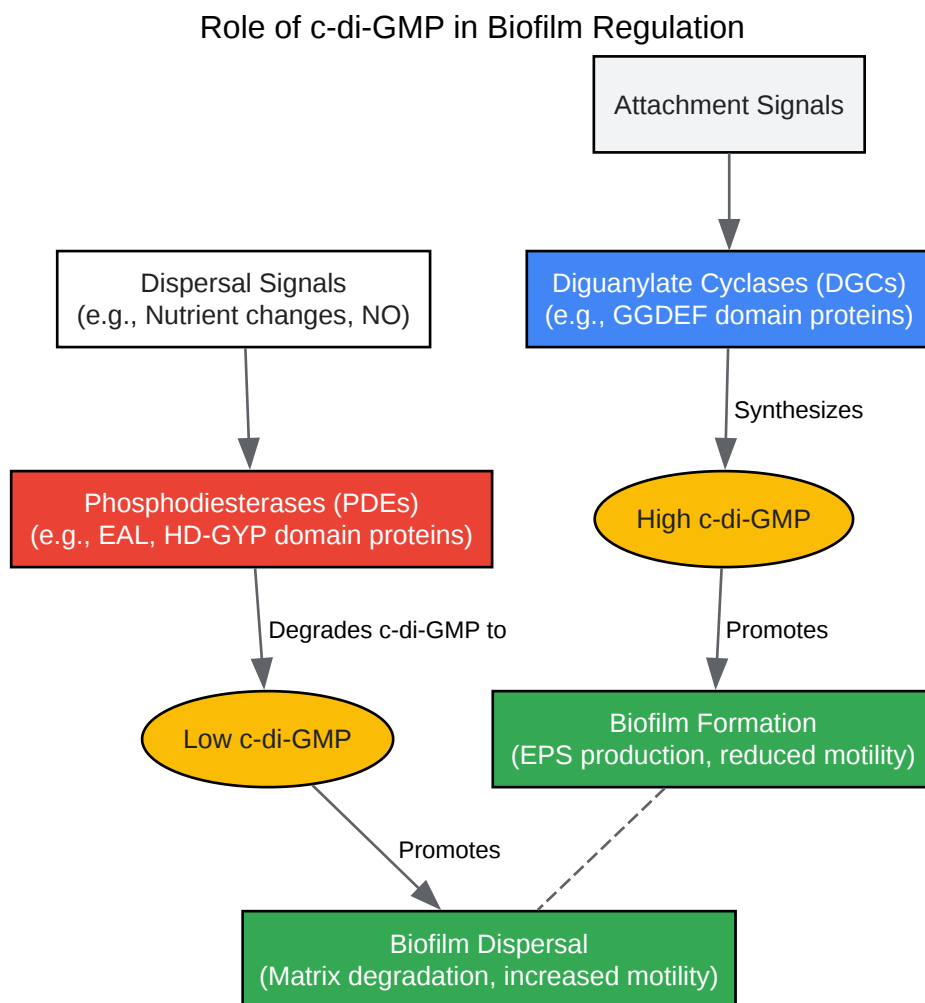 Role of c-di-GMP in Biofilm Regulation
Attachment Signals
Dispersal Signals
(e.g., Nutrient changes, NO)
Diguanylate Cyclases (DGCs)
(e.g., GGDEF domain proteins)
Synthesizes
Phosphodiesterases (PDEs)
(e.g., EAL, HD-GYP domain proteins)
High c-di-GMP
Degrades c-di-GMP to
Promotes
Low c-di-GMP
Biofilm Formation
(EPS production, reduced motility)
Promotes
Biofilm Dispersal
(Matrix degradation, increased motility)